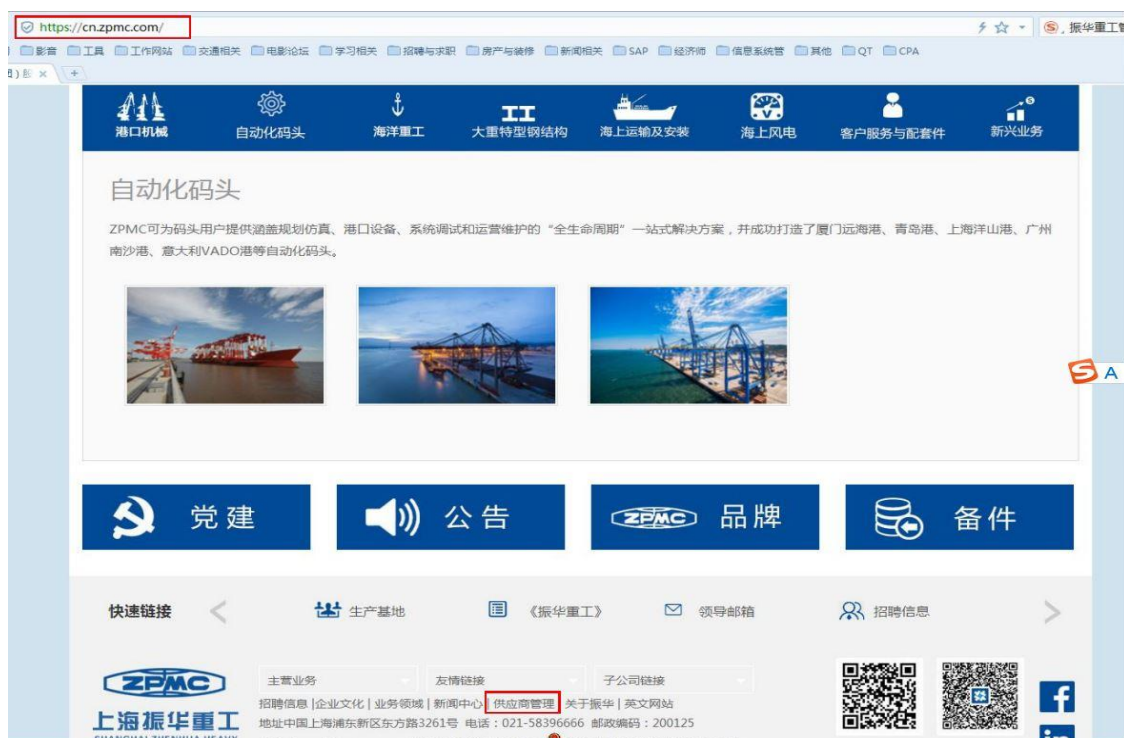 https://cn.zpmc.com/
振华重工
影音 工具 工作网站 交通相关 电影论坛 学习相关 招聘与求职 房产与装修 新闻相关 SAP 经济师 信息系统管 其他 QT CPA
港口机械 自动化码头 海洋重工 大重特型钢结构 海上运输及安装 海上风电 客户服务与配套件 新兴业务
自动化码头
ZPMC可为码头用户提供涵盖规划仿真、港口设备、系统调试和运营维护的“全生命周期”一站式解决方案，并成功打造了厦门远海港、青岛港、上海洋山港、广州
南沙港、意大利VADO港等自动化码头。
A
党建 公告 ZPMC 品牌 备件
快速链接 生产基地 《振华重工》 领导邮箱 招聘信息
ZPMC
主营业务 友情链接 子公司链接
招聘信息|企业文化|业务领域|新闻中心|供应商管理|关于振华|英文网站
上海振华重工
地址中国上海浦东新区东方路3261号 电话：021-58396666 邮政编码：200125